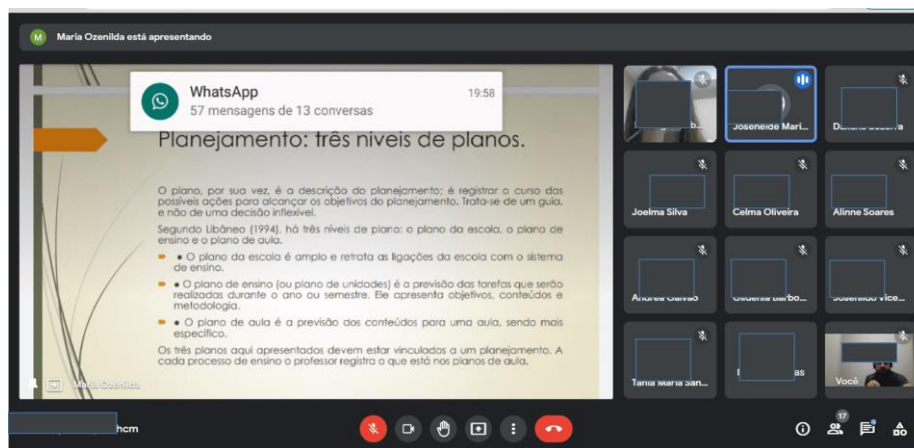 M Maria Ozenilda está apresentando
WhatsApp 19:58
57 mensagens de 13 conversas
Planejamento: três níveis de planos.
O plano, por sua vez, é a descrição do planejamento; é registrar o curso das
possíveis ações para alcançar os objetivos do planejamento. Trata-se de um guia,
e não de uma decisão inflexível.
Segundo Libâneo (1994), há três níveis de plano: o plano da escola, o plano de
ensino e o plano de aula.
• O plano da escola é amplo e retrata as ligações da escola com o sistema
de ensino.
• O plano de ensino (ou plano de unidades) é a previsão das tarefas que serão
realizadas durante o ano ou semestre. Ele apresenta objetivos, conteúdos e
metodologia.
• O plano de aula é a previsão dos conteúdos para uma aula, sendo mais
específico.
Os três planos aqui apresentados devem estar vinculados a um planejamento. A
cada processo de ensino o professor registra o que está nos planos de aula.
Maria Ozenilda
Joseneide Mari...
Joelma Silva
Celma Oliveira
Alinne Soares
Andréa Galvão
Tânia Maria San...
as
Você
hcm
17